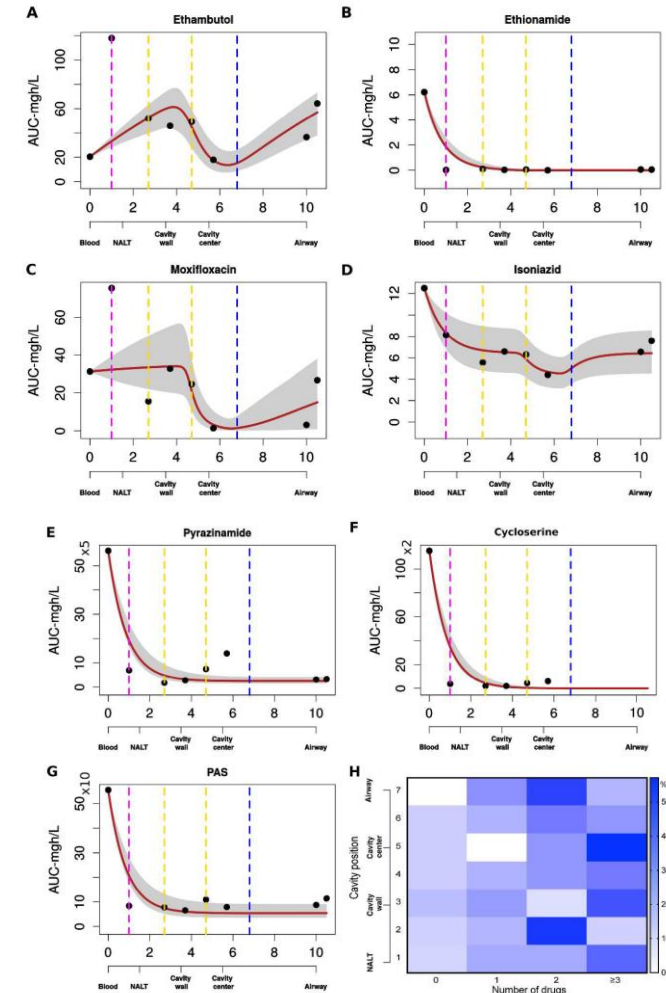 A
Ethambutol
AUC-mgh/L
100
60
20
0
0 2 4 6 8 10
Blood NALT Cavity wall Cavity center Airway
B
Ethionamide
AUC-mgh/L
10
8
6
4
2
0
0 2 4 6 8 10
Blood NALT Cavity wall Cavity center Airway
C
Moxifloxacin
AUC-mgh/L
60
40
20
0
0 2 4 6 8 10
Blood NALT Cavity wall Cavity center Airway
D
Isoniazid
AUC-mgh/L
12
8
6
4
2
0
0 2 4 6 8 10
Blood NALT Cavity wall Cavity center Airway
E
Pyrazinamide
AUC-mgh/L
50 x5
30
10
0
0 2 4 6 8 10
Blood NALT Cavity wall Cavity center Airway
F
Cycloserine
AUC-mgh/L
100 x2
60
20
0
0 2 4 6 8 10
Blood NALT Cavity wall Cavity center Airway
G
PAS
AUC-mgh/L
50 x10
30
10
0
0 2 4 6 8 10
Blood NALT Cavity wall Cavity center Airway
H
Cavity position
Airway
Cavity center
Cavity wall
NALT
7
6
5
4
3
2
1
0 1 2 ≥3
Number of drugs
%
5
4
3
2
1
0